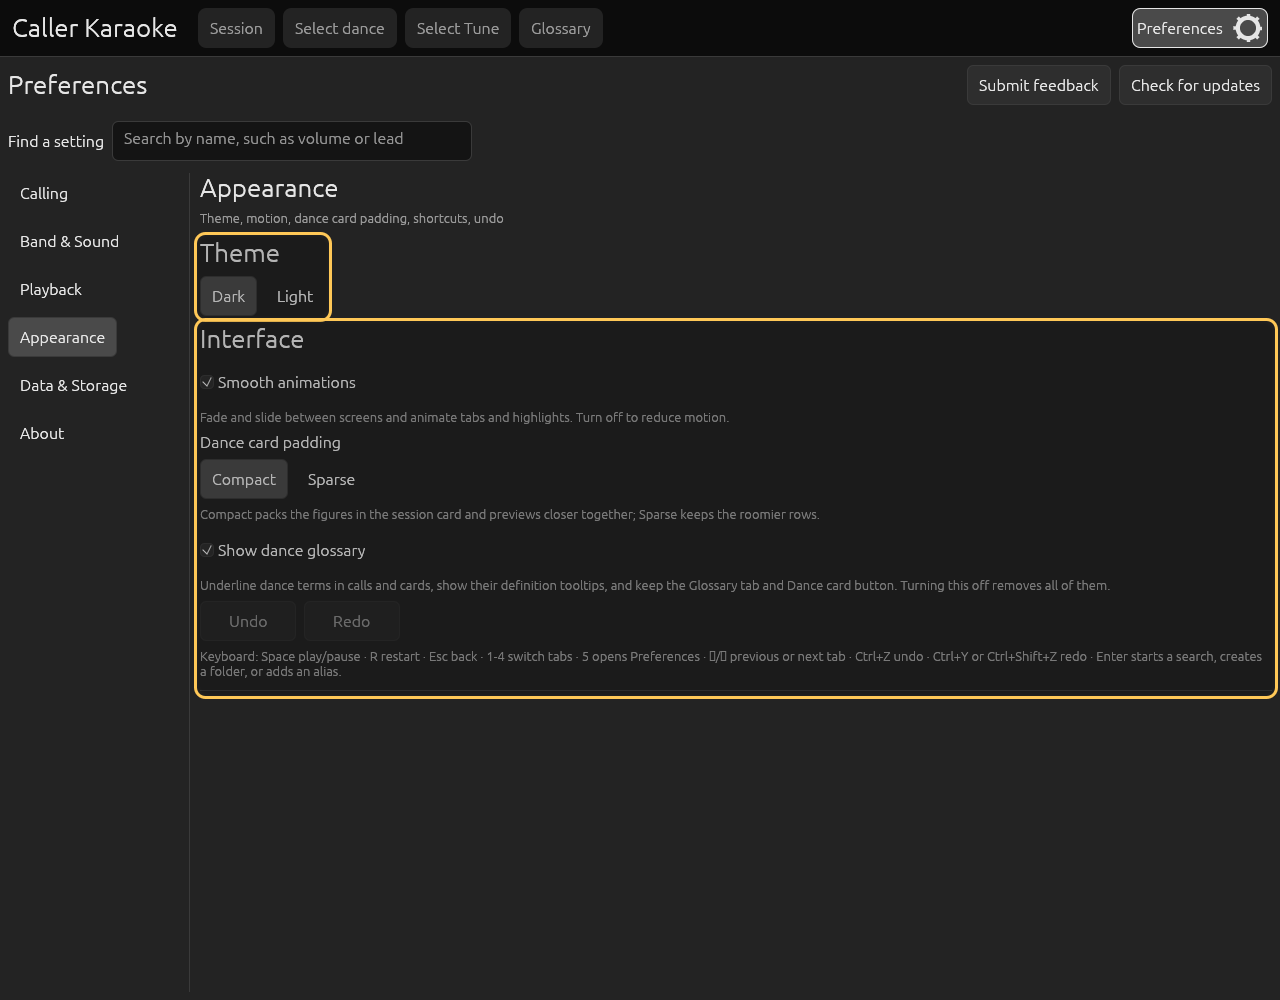 Caller Karaoke Session Select dance Select Tune Glossary Preferences
Preferences Submit feedback Check for updates
Find a setting Search by name, such as volume or lead
Calling
Band & Sound
Playback
Appearance
Data & Storage
About
Appearance
Theme, motion, dance card padding, shortcuts, undo
Theme
Dark Light
Interface
Smooth animations
Fade and slide between screens and animate tabs and highlights. Turn off to reduce motion.
Dance card padding
Compact Sparse
Compact packs the figures in the session card and previews closer together; Sparse keeps the roomier rows.
Show dance glossary
Underline dance terms in calls and cards, show their definition tooltips, and keep the Glossary tab and Dance card button. Turning this off removes all of them.
Undo Redo
Keyboard: Space play/pause · R restart · Esc back · 1-4 switch tabs · 5 opens Preferences · ▯/▯ previous or next tab · Ctrl+Z undo · Ctrl+Y or Ctrl+Shift+Z redo · Enter starts a search, creates
a folder, or adds an alias.